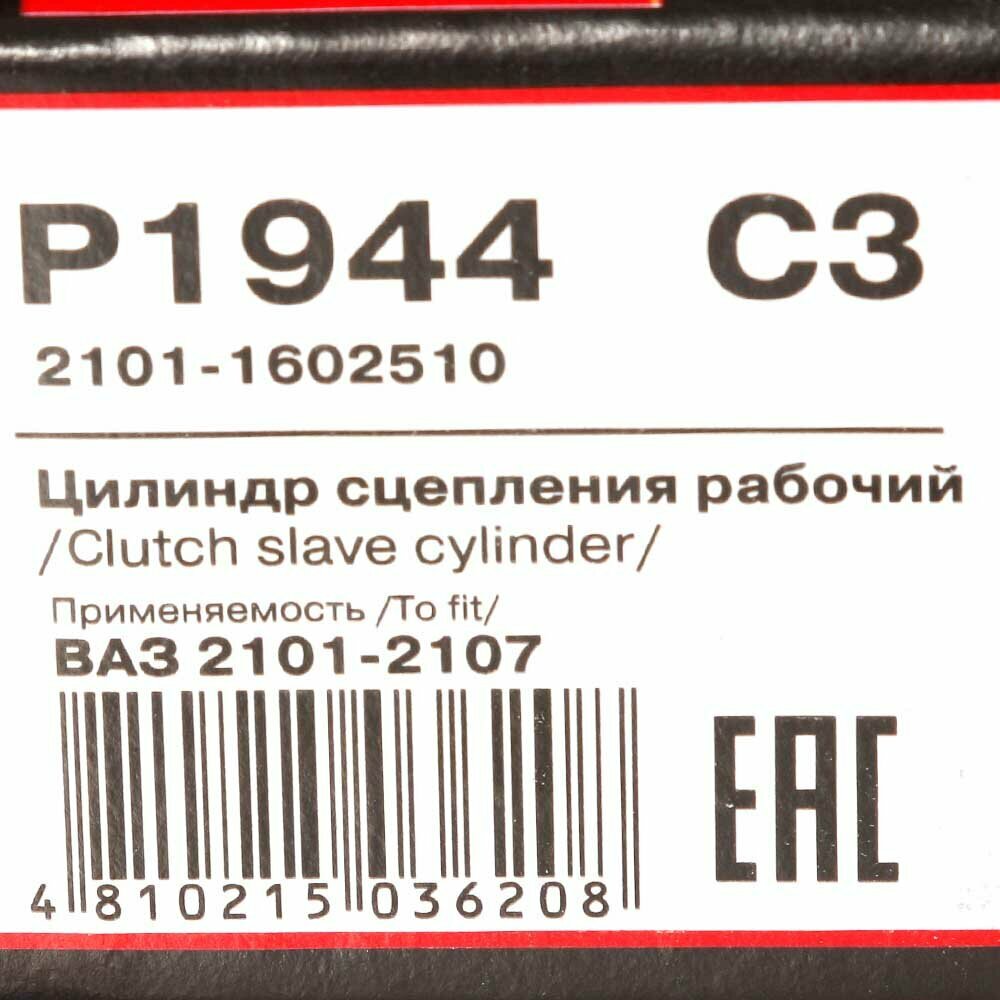 P1944 C3
2101-1602510
Цилиндр сцепления рабочий
/Clutch slave cylinder/
Применяемость /To fit/
ВАЗ 2101-2107
4 810215 036208
EAC